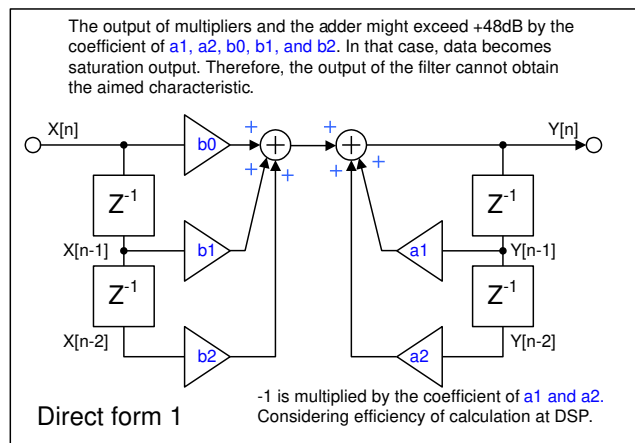 The output of multipliers and the adder might exceed +48dB by the
coefficient of a1, a2, b0, b1, and b2. In that case, data becomes
saturation output. Therefore, the output of the filter cannot obtain
the aimed characteristic.
X[n]
b0
+
+
+
+
+
+
+
+
Y[n]
Z-1
Z-1
X[n-1]
b1
a1
Y[n-1]
Z-1
Z-1
X[n-2]
b2
a2
Y[n-2]
Direct form 1
-1 is multiplied by the coefficient of a1 and a2.
Considering efficiency of calculation at DSP.